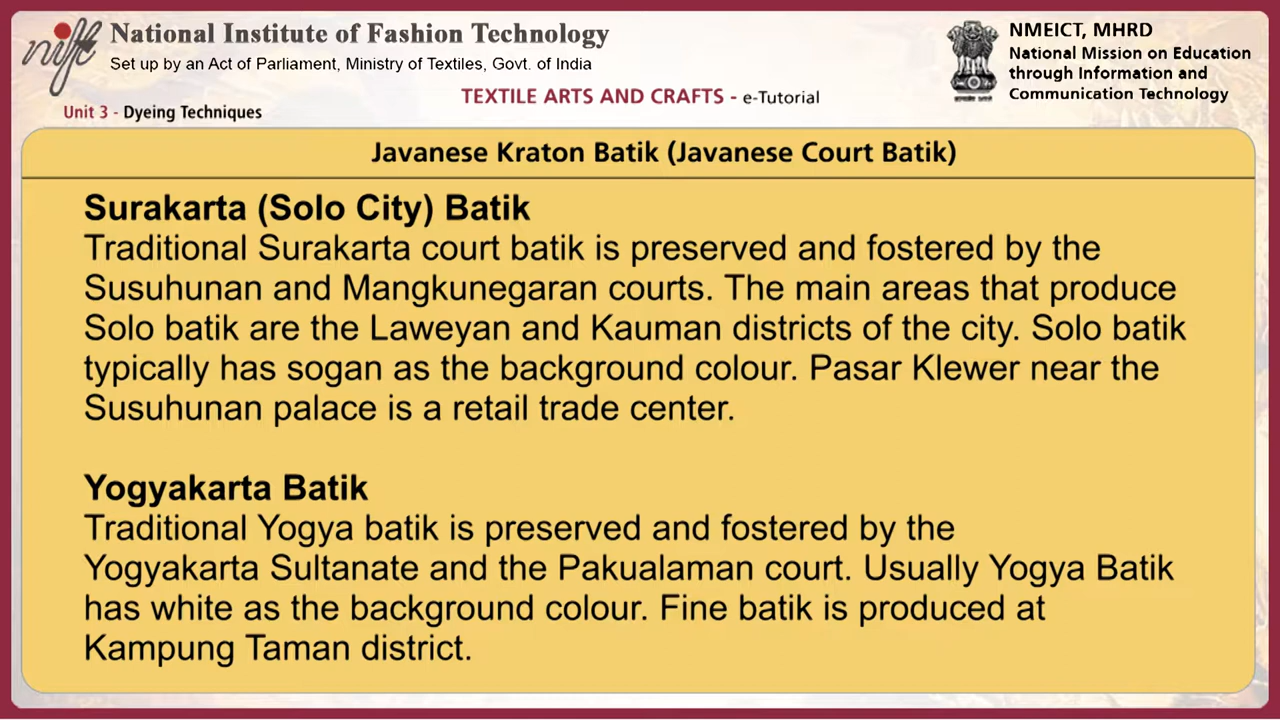 nift
National Institute of Fashion Technology
Set up by an Act of Parliament, Ministry of Textiles, Govt. of India
NMEICT, MHRD
National Mission on Education
through Information and
Communication Technology
TEXTILE ARTS AND CRAFTS - e-Tutorial
Unit 3 - Dyeing Techniques
Javanese Kraton Batik (Javanese Court Batik)
Surakarta (Solo City) Batik
Traditional Surakarta court batik is preserved and fostered by the
Susuhunan and Mangkunegaran courts. The main areas that produce
Solo batik are the Laweyan and Kauman districts of the city. Solo batik
typically has sogan as the background colour. Pasar Klewer near the
Susuhunan palace is a retail trade center.
Yogyakarta Batik
Traditional Yogya batik is preserved and fostered by the
Yogyakarta Sultanate and the Pakualaman court. Usually Yogya Batik
has white as the background colour. Fine batik is produced at
Kampung Taman district.